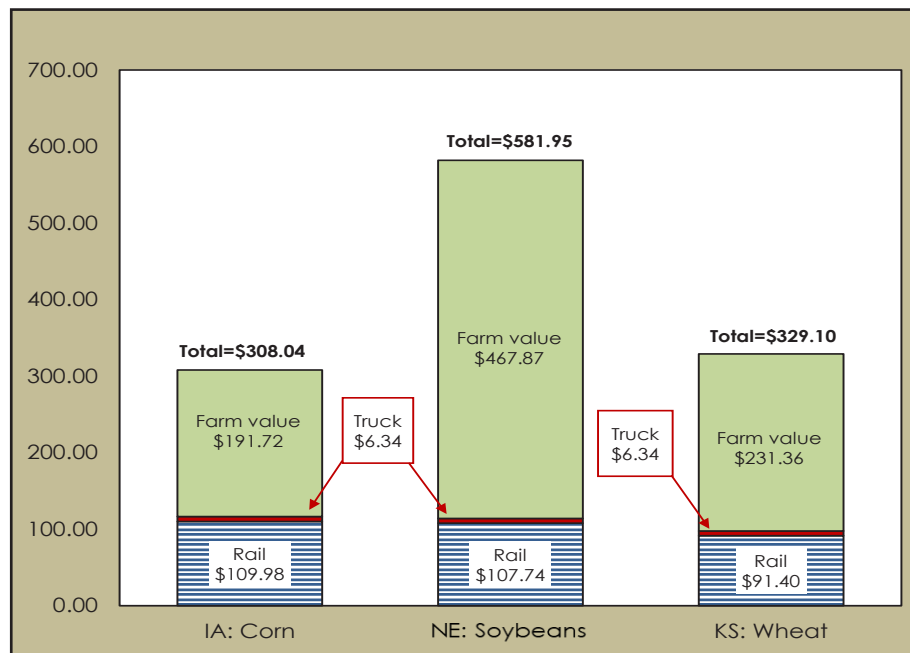 700.00
600.00
500.00
400.00
300.00
200.00
100.00
0.00
Total=$308.04
Farm value
$191.72
Truck
$6.34
Rail
$109.98
Total=$581.95
Farm value
$467.87
Rail
$107.74
Truck
$6.34
Total=$329.10
Farm value
$231.36
Rail
$91.40
IA: Corn
NE: Soybeans
KS: Wheat